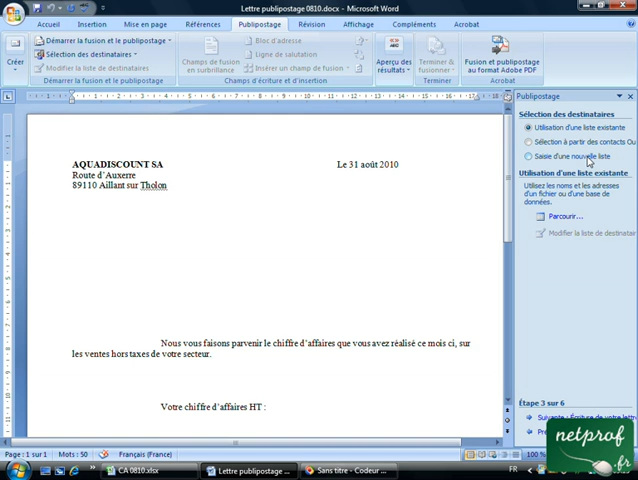 Lettre publipostage 0810.docx - Microsoft Word
Accueil Insertion Mise en page Références Publipostage Révision Affichage Compléments Acrobat
Créer
Démarrer la fusion et le publipostage
Sélection des destinataires
Modifier la liste de destinataires
Démarrer la fusion et le publipostage
Champs de fusion en surbrillance
Bloc d'adresse
Ligne de salutation
Insérer un champ de fusion
Champs d'écriture et d'insertion
Aperçu des résultats
Terminer & fusionner
Terminer
Fusion et publipostage au format Adobe PDF
Acrobat
Publipostage
Sélection des destinataires
Utilisation d'une liste existante
Sélection à partir des contacts Ou
Saisie d'une nouvelle liste
Utilisation d'une liste existante
Utilisez les noms et les adresses
d'un fichier ou d'une base de
données.
Parcourir...
Modifier la liste de destinatair
AQUADISCOUNT SA
Le 31 août 2010
Route d'Auxerre
89110 Aillant sur Tholon
Nous vous faisons parvenir le chiffre d'affaires que vous avez réalisé ce mois ci, sur
les ventes hors taxes de votre secteur.
Votre chiffre d'affaires HT :
Étape 3 sur 6
Suivante : Écriture de votre lettre
netprof.fr
Page : 1 sur 1 Mots : 50 Français (France) 100 %
CA 0810.xlsx Lettre publipostage ... Sans titre - Codeur ... FR